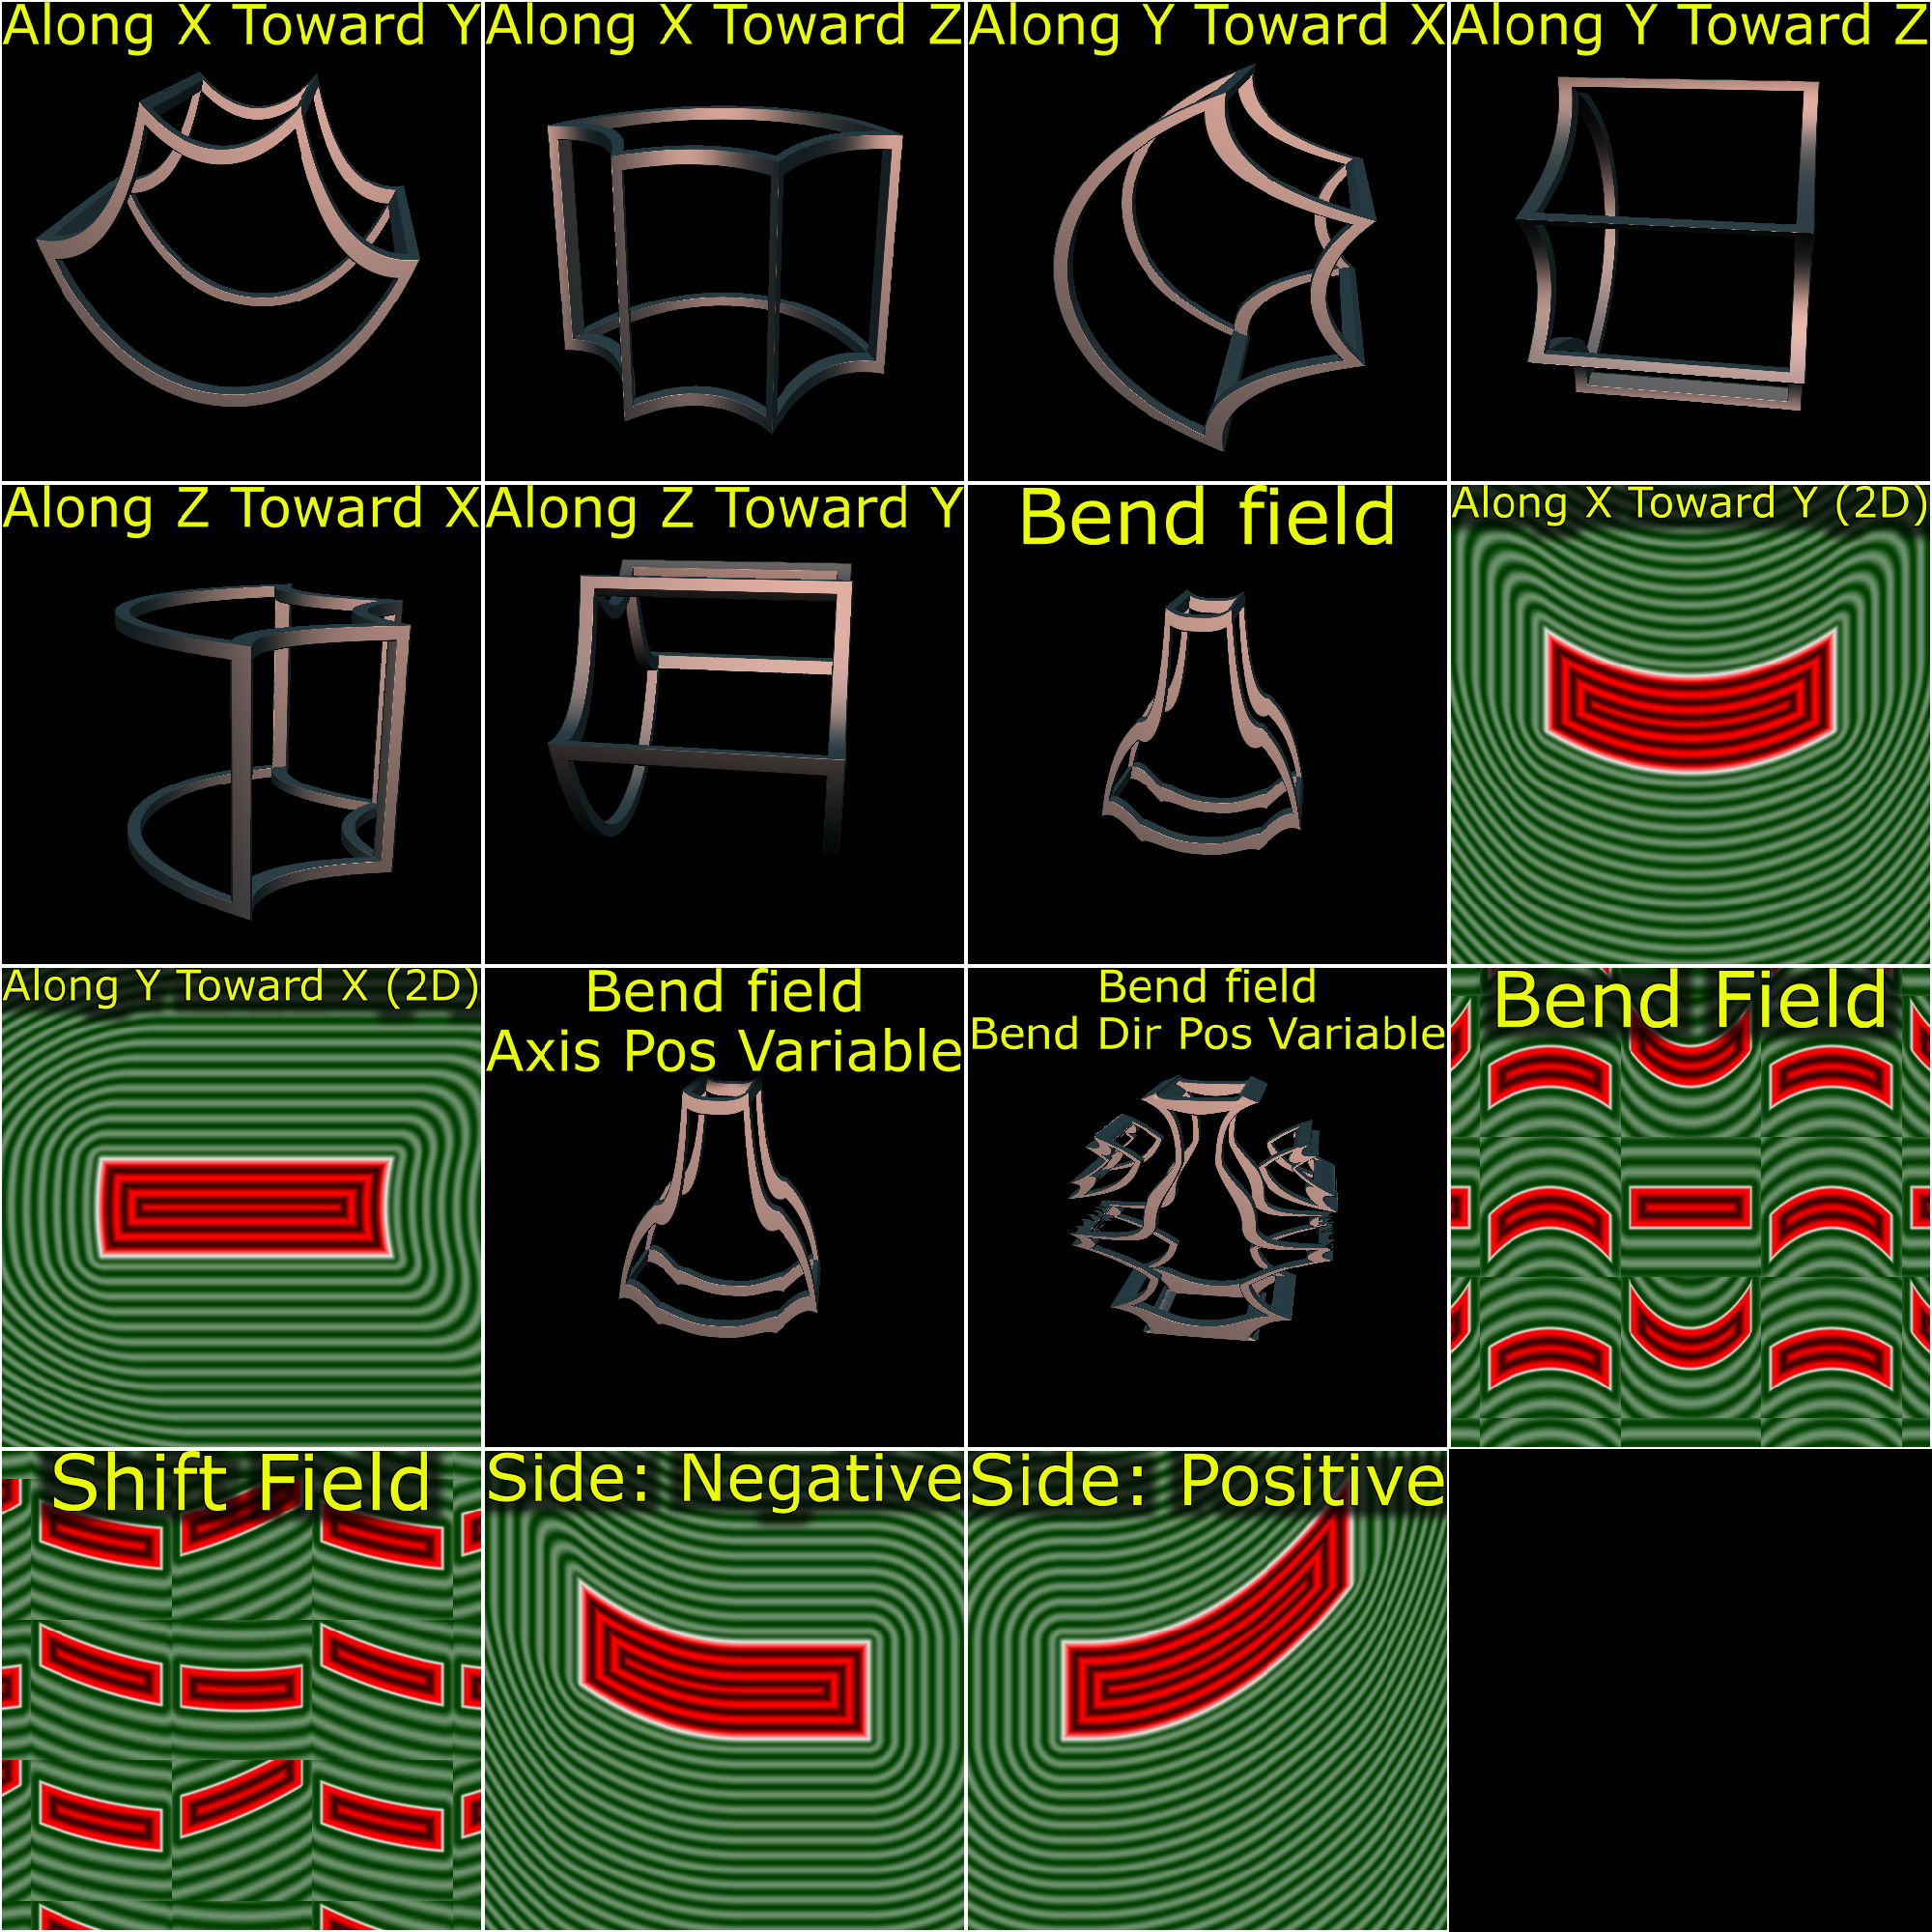 Along X Toward Y
Along X Toward Z
Along Y Toward X
Along Y Toward Z
Along Z Toward X
Along Z Toward Y
Bend field
Along X Toward Y (2D)
Along Y Toward X (2D)
Bend field
Axis Pos Variable
Bend field
Bend Dir Pos Variable
Bend Field
Shift Field
Side: Negative
Side: Positive